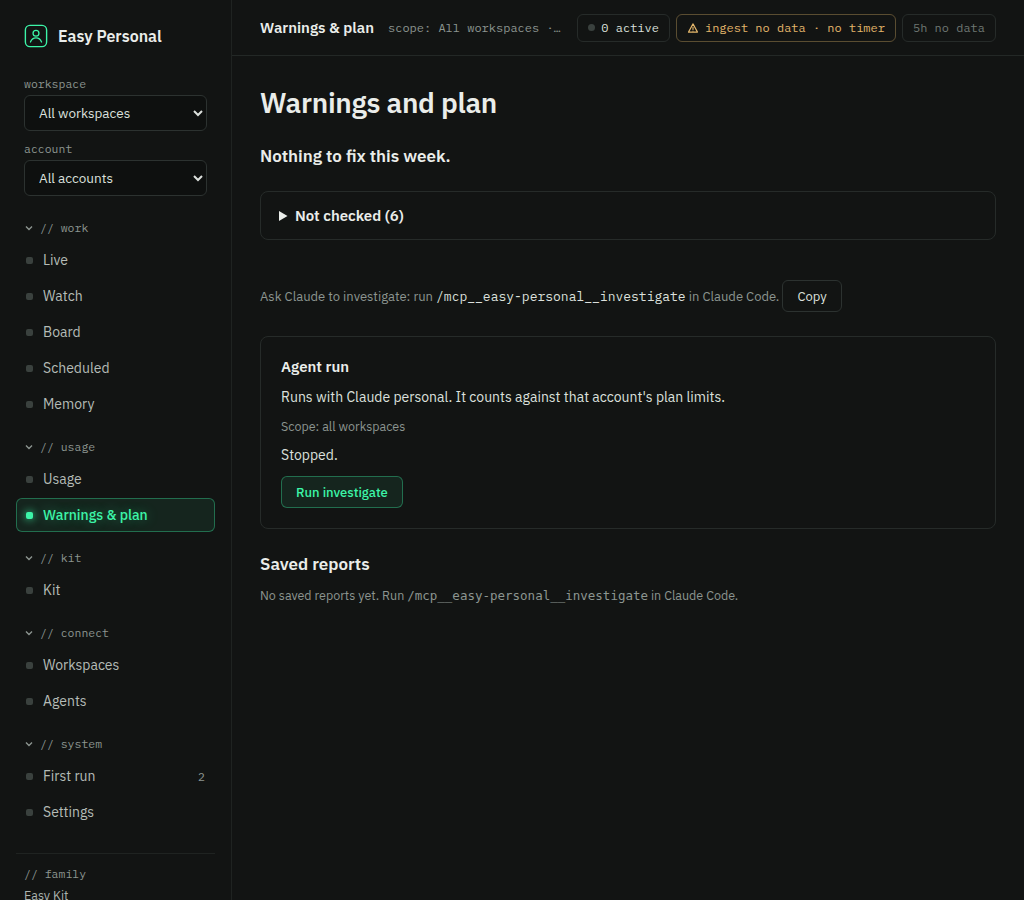 Easy Personal
workspace
All workspaces
account
All accounts
// work
Live
Watch
Board
Scheduled
Memory
// usage
Usage
Warnings & plan
// kit
Kit
// connect
Workspaces
Agents
// system
First run 2
Settings
// family
Easy Kit
Warnings & plan scope: All workspaces ·… 0 active ingest no data · no timer 5h no data
Warnings and plan
Nothing to fix this week.
Not checked (6)
Ask Claude to investigate: run /mcp__easy-personal__investigate in Claude Code. Copy
Agent run
Runs with Claude personal. It counts against that account's plan limits.
Scope: all workspaces
Stopped.
Run investigate
Saved reports
No saved reports yet. Run /mcp__easy-personal__investigate in Claude Code.